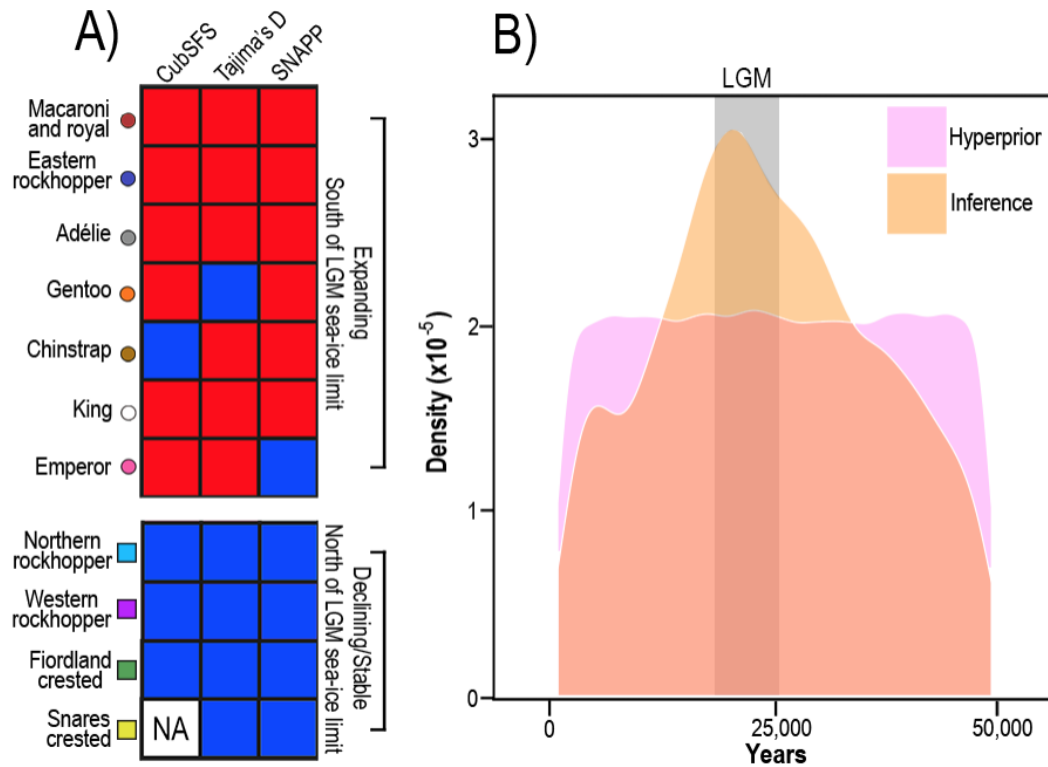 A)
CubSFS
Tajima's D
SNAPP
Macaroni
and royal
Eastern
rockhopper
Adélie
Gentoo
Chinstrap
King
Emperor
Expanding
South of LGM sea-ice limit
Northern
rockhopper
Western
rockhopper
Fiordland
crested
Snares
crested
NA
Declining/Stable
North of LGM sea-ice limit
B)
LGM
Hyperprior
Inference
Density (x10⁻⁵)
3
2
1
0
0
25,000
50,000
Years